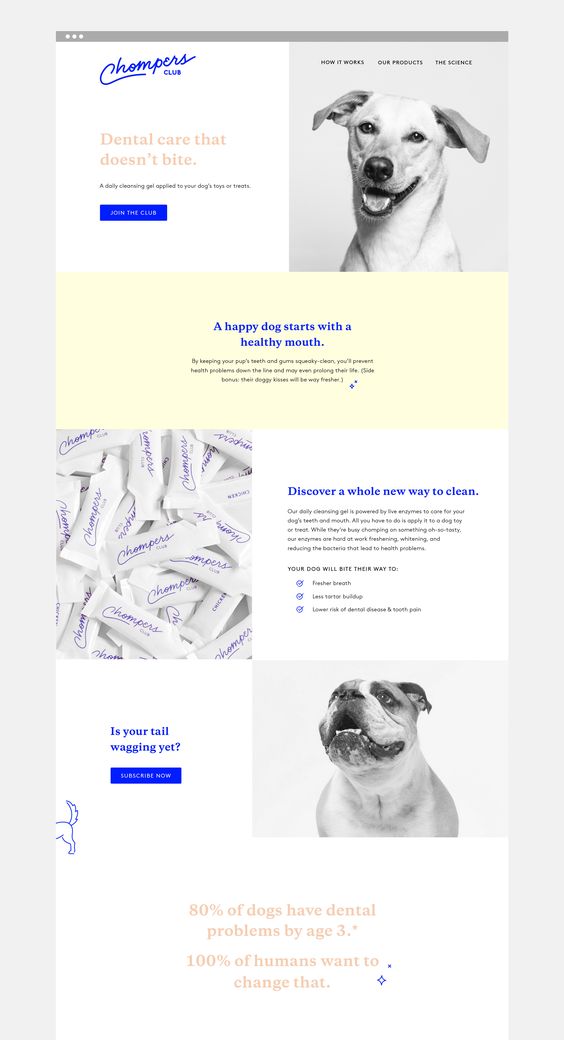 Chompers
CLUB
HOW IT WORKS OUR PRODUCTS THE SCIENCE
Dental care that
doesn't bite.
A daily cleansing gel applied to your dog's toys or treats.
JOIN THE CLUB
A happy dog starts with a
healthy mouth.
By keeping your pup's teeth and gums squeaky-clean, you'll prevent
health problems down the line and may even prolong their life. (Side
bonus: their doggy kisses will be way fresher.)
Chompers
CLUB
CHICKEN
Chompers
CLUB
Chompers
CLUB
CHICKEN
Discover a whole new way to clean.
Our daily cleansing gel is powered by live enzymes to care for your
dog's teeth and mouth. All you have to do is apply it to a dog toy
or treat. While they're busy chomping on something oh-so-tasty,
our enzymes are hard at work freshening, whitening, and
reducing the bacteria that lead to health problems.
YOUR DOG WILL BITE THEIR WAY TO:
Fresher breath
Less tartar buildup
Lower risk of dental disease & tooth pain
Is your tail
wagging yet?
SUBSCRIBE NOW
80% of dogs have dental
problems by age 3.*
100% of humans want to
change that.